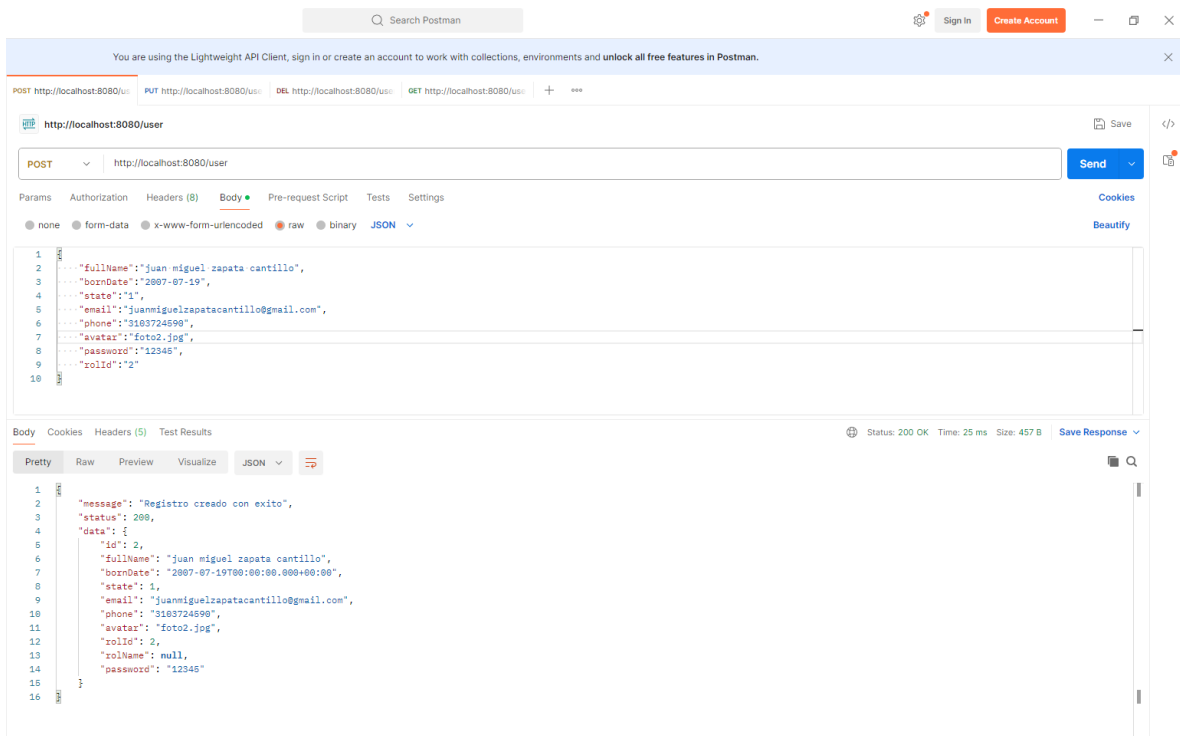 Search Postman
Sign In
Create Account
You are using the Lightweight API Client, sign in or create an account to work with collections, environments and unlock all free features in Postman.
POST http://localhost:8080/us
PUT http://localhost:8080/use
DEL http://localhost:8080/use
GET http://localhost:8080/use
HTTP http://localhost:8080/user
Save
POST http://localhost:8080/user
Send
Params Authorization Headers (8) Body Pre-request Script Tests Settings
Cookies
none form-data x-www-form-urlencoded raw binary JSON
Beautify
1 {
2 "fullName":"juan miguel zapata cantillo",
3 "bornDate":"2007-07-19",
4 "state":"1",
5 "email":"juanmiguelzapatacantillo@gmail.com",
6 "phone":"3103724590",
7 "avatar":"foto2.jpg",
8 "password":"12345",
9 "rolId":"2"
10 }
Body Cookies Headers (5) Test Results
Status: 200 OK Time: 25 ms Size: 457 B Save Response
Pretty Raw Preview Visualize JSON
1 {
2 "message": "Registro creado con exito",
3 "status": 200,
4 "data": {
5 "id": 2,
6 "fullName": "juan miguel zapata cantillo",
7 "bornDate": "2007-07-19T00:00:00.000+00:00",
8 "state": 1,
9 "email": "juanmiguelzapatacantillo@gmail.com",
10 "phone": "3103724590",
11 "avatar": "foto2.jpg",
12 "rolId": 2,
13 "rolName": null,
14 "password": "12345"
15 }
16 }